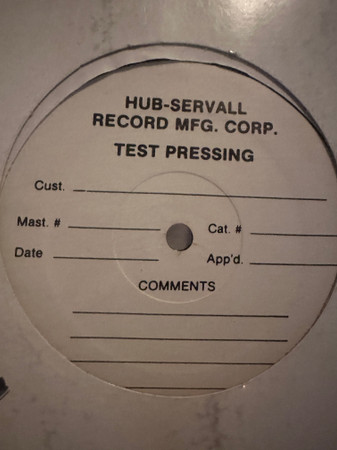 HUB-SERVALL
RECORD MFG. CORP.
TEST PRESSING
Cust.
Mast. # Cat. #
Date App'd.
COMMENTS